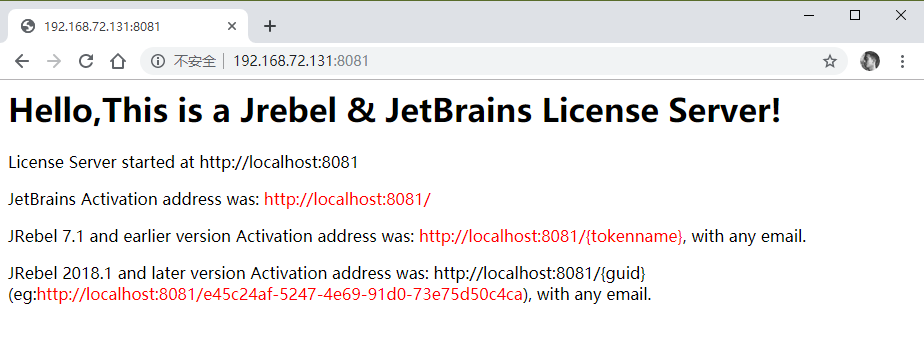 192.168.72.131:8081
不安全 192.168.72.131:8081
Hello,This is a Jrebel & JetBrains License Server!
License Server started at http://localhost:8081
JetBrains Activation address was: http://localhost:8081/
JRebel 7.1 and earlier version Activation address was: http://localhost:8081/{tokenname}, with any email.
JRebel 2018.1 and later version Activation address was: http://localhost:8081/{guid}
(eg:http://localhost:8081/e45c24af-5247-4e69-91d0-73e75d50c4ca), with any email.